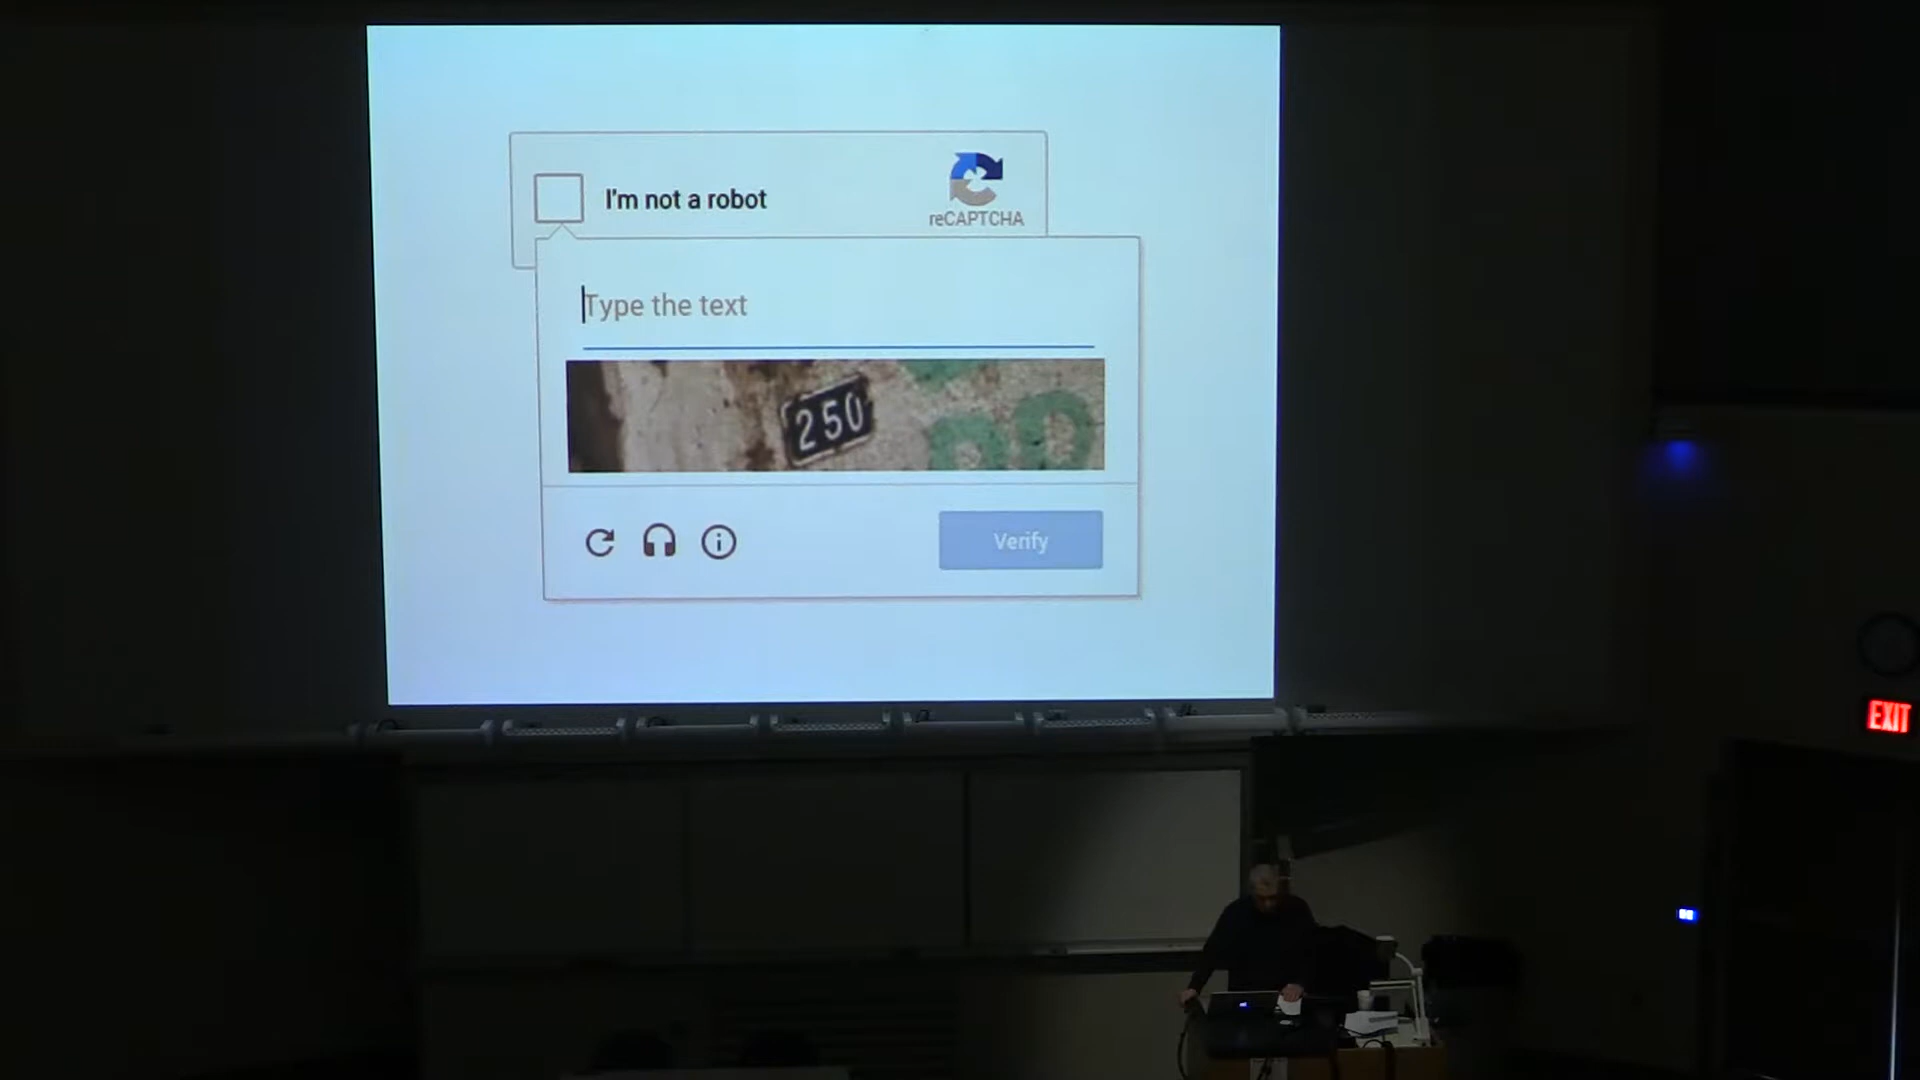 I'm not a robot
reCAPTCHA
Type the text
250
Verify
EXIT